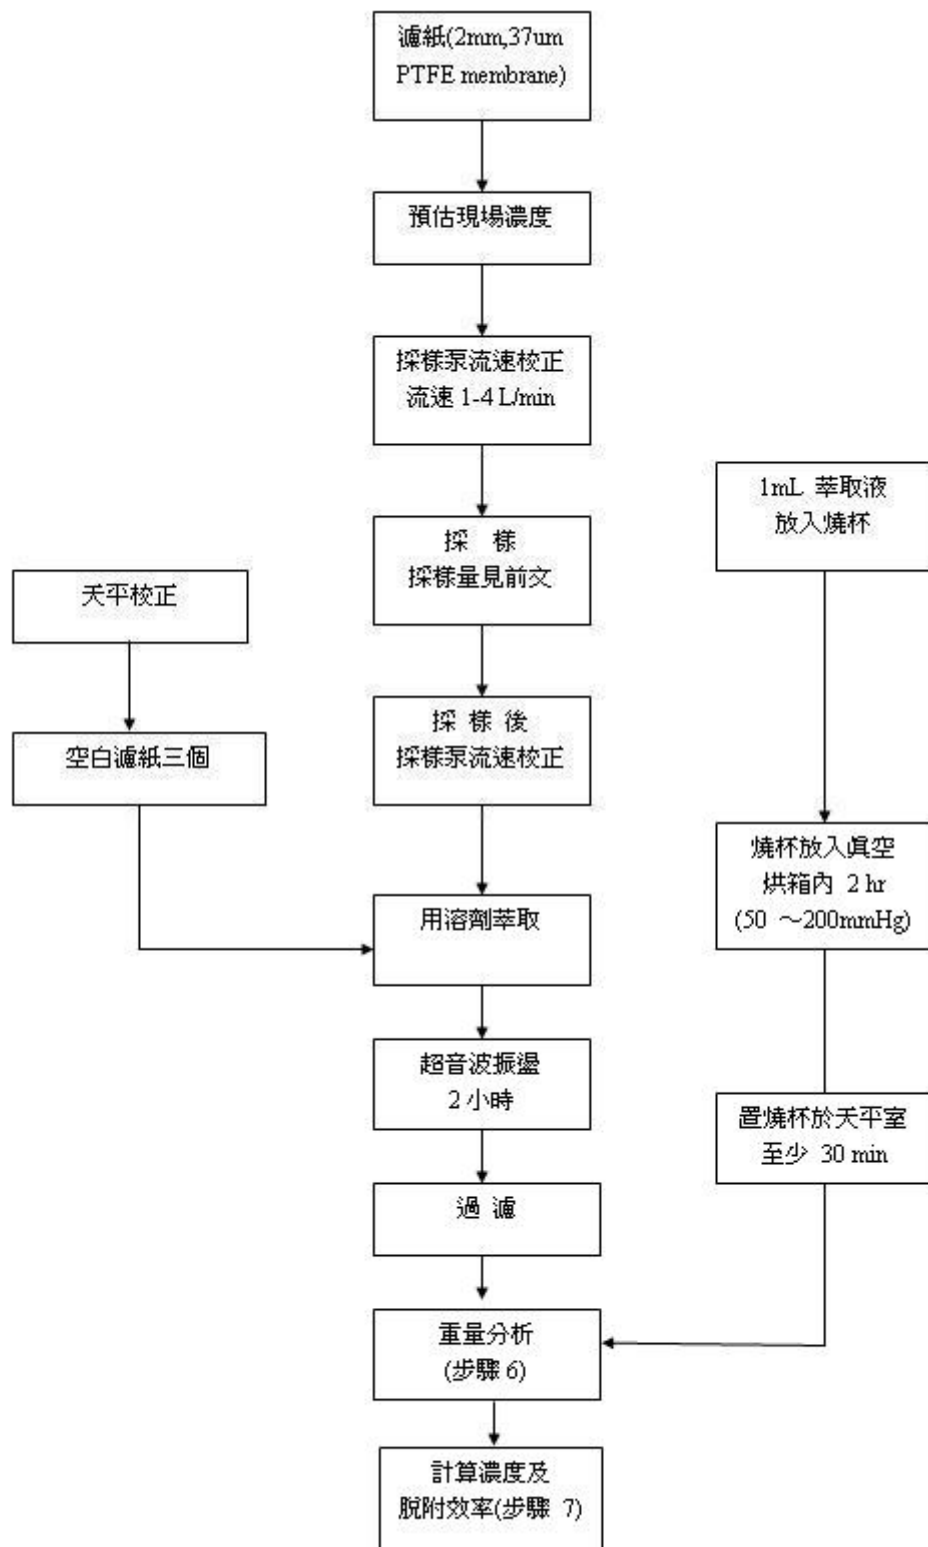 濾紙(2mm,37um
PTFE membrane)
預估現場濃度
採樣泵流速校正
流速 1-4 L/min
採 樣
採樣量見前文
採 樣 後
採樣泵流速校正
天平校正
空白濾紙三個
用溶劑萃取
超音波振盪
2 小時
過 濾
1mL 萃取液
放入燒杯
燒杯放入真空
烘箱內 2 hr
(50 ～200mmHg)
置燒杯於天平室
至少 30 min
重量分析
(步驟 6)
計算濃度及
脫附效率(步驟 7)